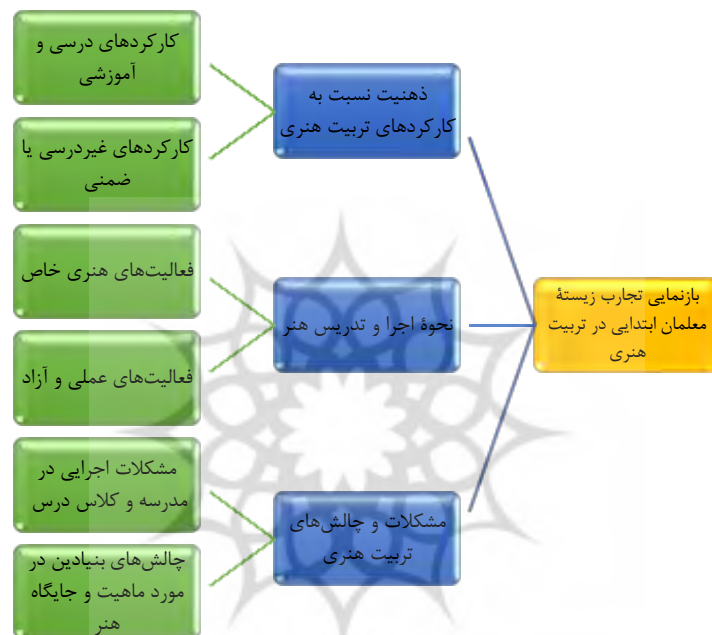 بازنمایی تجارب زیستهٔ
معلمان ابتدایی در تربیت
هنری
ذهنیت نسبت به
کارکردهای تربیت هنری
کارکردهای درسی و
آموزشی
کارکردهای غیردرسی یا
ضمنی
نحوهٔ اجرا و تدریس هنر
فعالیت‌های هنری خاص
فعالیت‌های عملی و آزاد
مشکلات و چالش‌های
تربیت هنری
مشکلات اجرایی در
مدرسه و کلاس درس
چالش‌های بنیادین در
مورد ماهیت و جایگاه
هنر